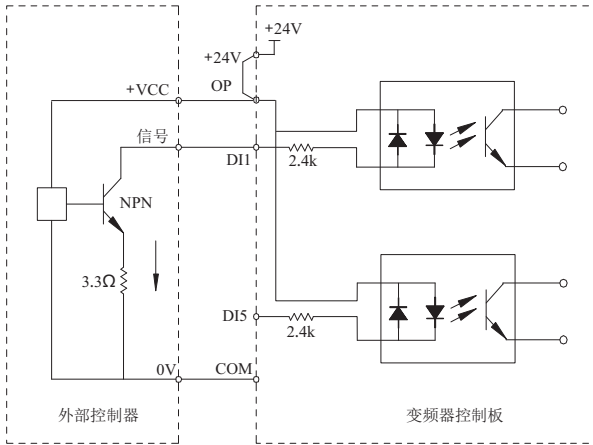 +24V
+24V
OP
+VCC
信号
DI1
2.4k
NPN
3.3Ω
DI5
2.4k
0V
COM
外部控制器
变频器控制板